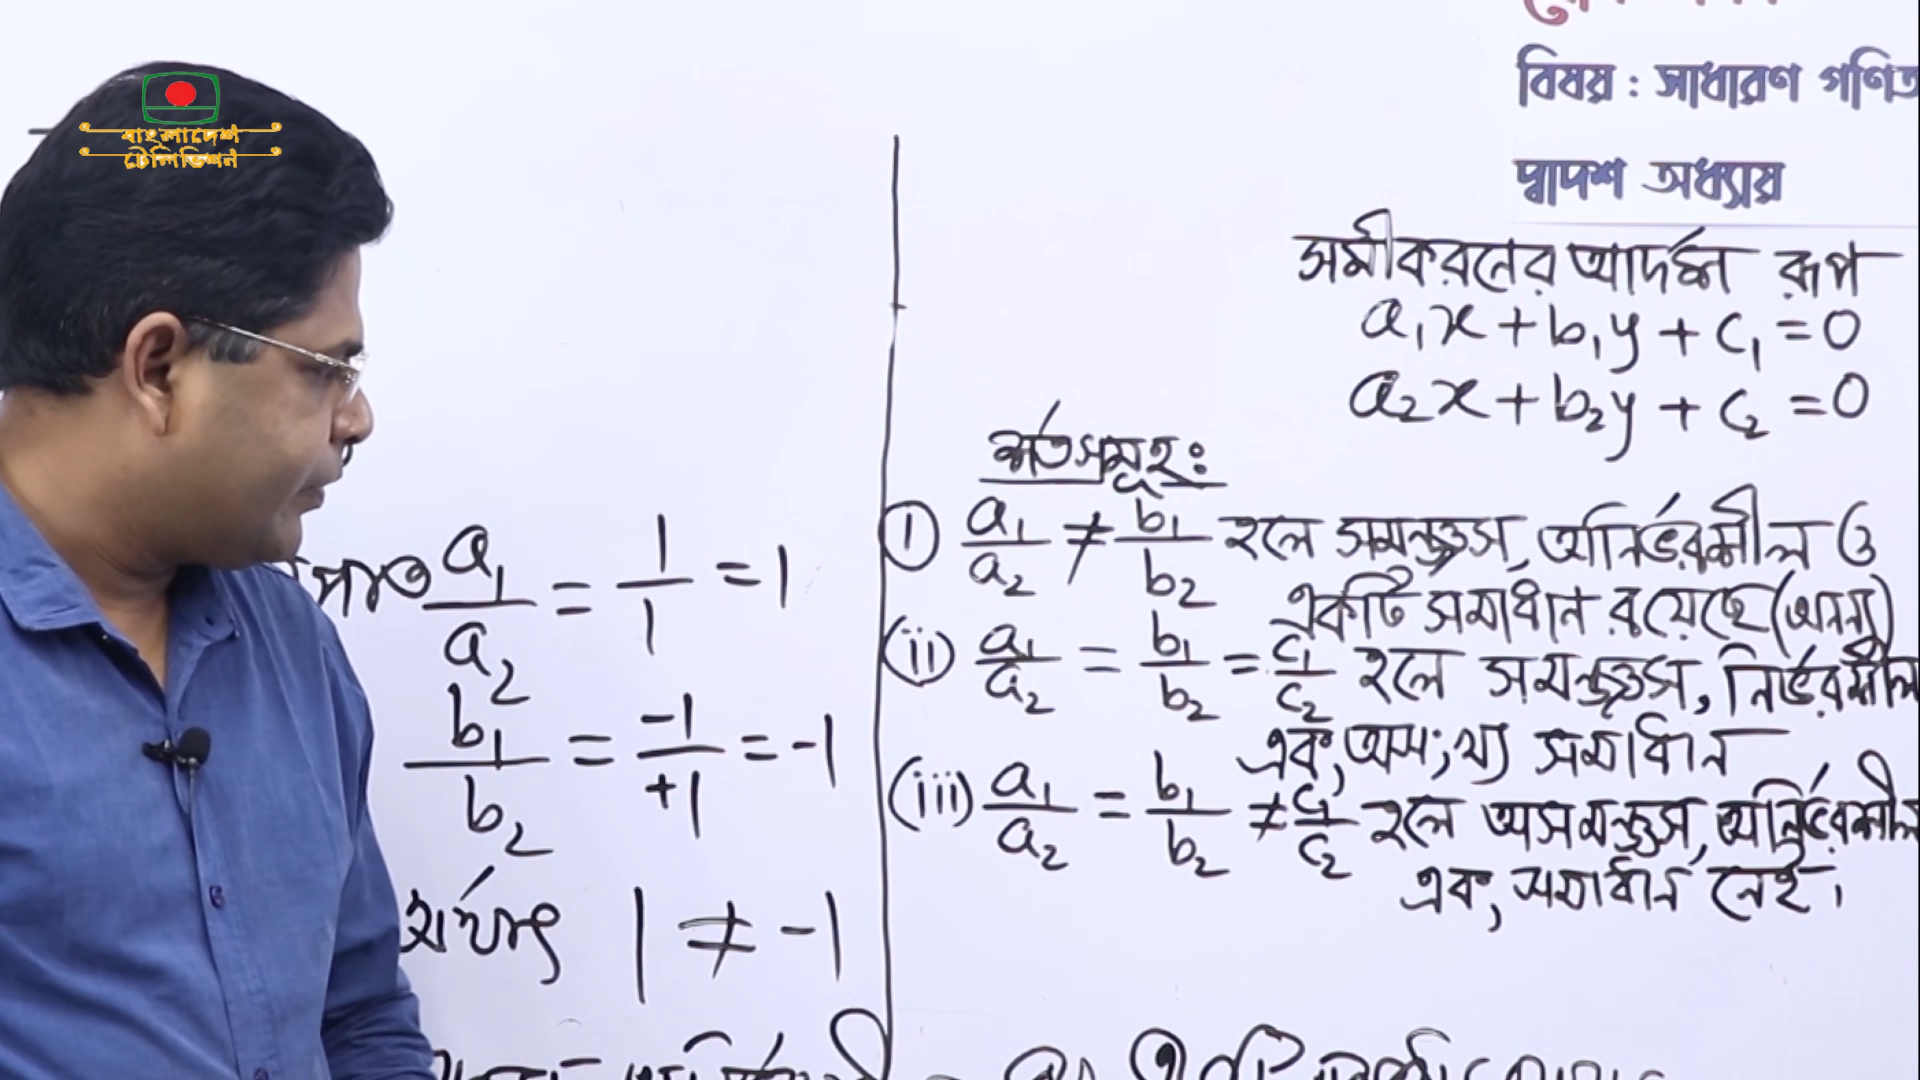 বাংলাদেশ
টেলিভিশন
বিষয় : সাধারণ গণিত
দ্বাদশ অধ্যায়
সমীকরনের আদর্শ রূপ
a₁x + b₁y + c₁ = 0
a₂x + b₂y + c₂ = 0
শর্তসমূহঃ
(i) a₁/a₂ ≠ b₁/b₂ হলে সমঞ্জস, অনির্ভরশীল ও
একটি সমাধান রয়েছে (অনন্য)
(ii) a₁/a₂ = b₁/b₂ = c₁/c₂ হলে সমঞ্জস, নির্ভরশীল
এবং অসংখ্য সমাধান
(iii) a₁/a₂ = b₁/b₂ ≠ c₁/c₂ হলে অসমঞ্জস, অনির্ভরশীল
এবং সমাধান নেই।
a₁/a₂ = 1/1 = 1
b₁/b₂ = -1/+1 = -1
অর্থাৎ 1 ≠ -1